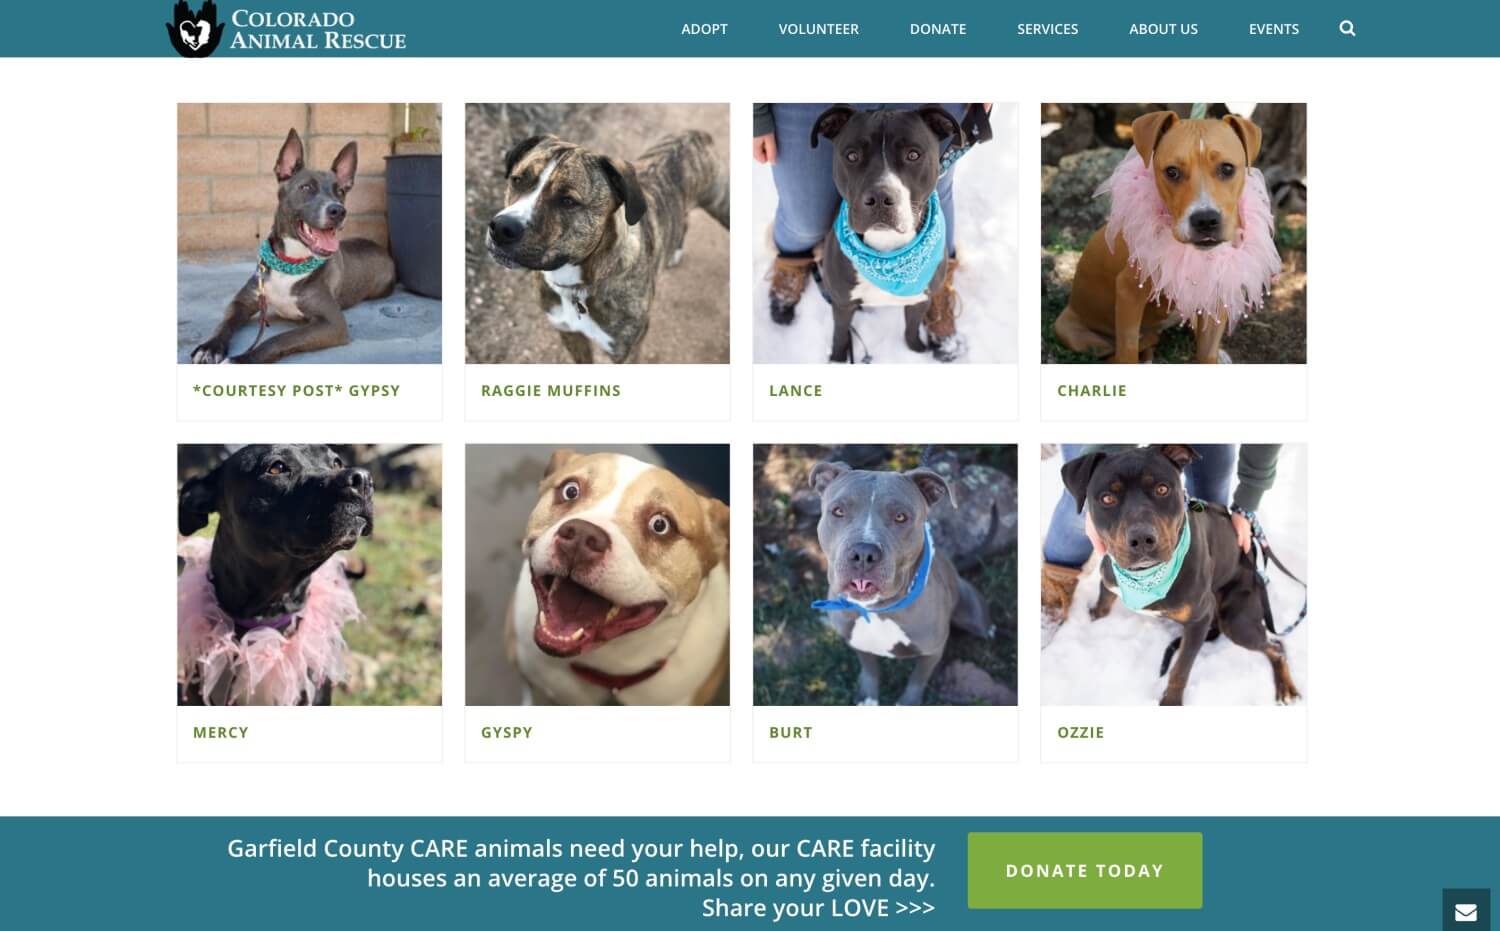 COLORADO
ANIMAL RESCUE
ADOPT
VOLUNTEER
DONATE
SERVICES
ABOUT US
EVENTS
*COURTESY POST* GYPSY
RAGGIE MUFFINS
LANCE
CHARLIE
MERCY
GYSPY
BURT
OZZIE
Garfield County CARE animals need your help, our CARE facility
houses an average of 50 animals on any given day.
Share your LOVE >>>
DONATE TODAY